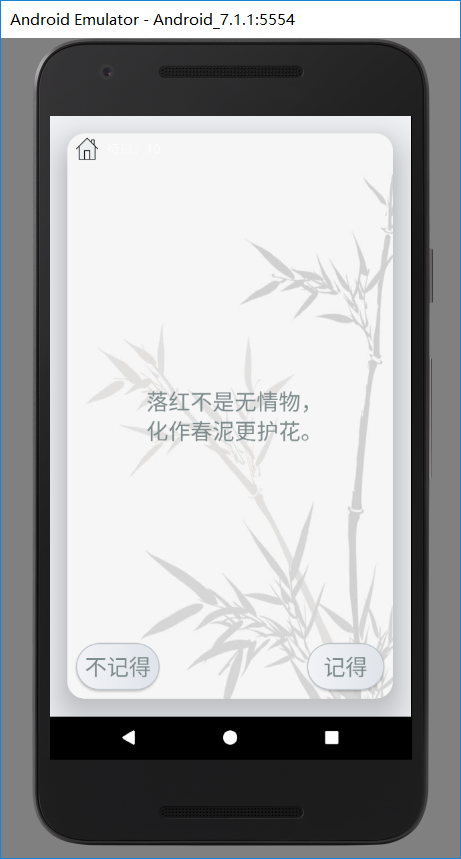 Android Emulator - Android_7.1.1:5554
落红不是无情物，
化作春泥更护花。
不记得
记得